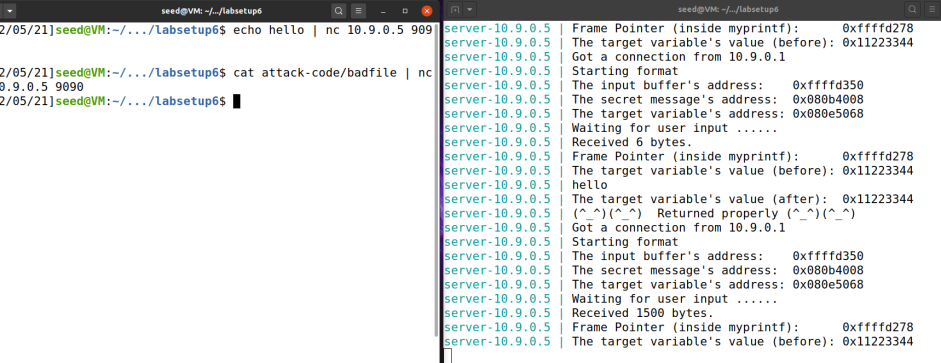 seed@VM: ~/.../labsetup6
2/05/21]seed@VM:~/.../labsetup6$ echo hello | nc 10.9.0.5 909
2/05/21]seed@VM:~/.../labsetup6$ cat attack-code/badfile | nc
0.9.0.5 9090
2/05/21]seed@VM:~/.../labsetup6$
seed@VM: ~/.../labsetup6
server-10.9.0.5 | Frame Pointer (inside myprintf):      0xffffd278
server-10.9.0.5 | The target variable's value (before): 0x11223344
server-10.9.0.5 | Got a connection from 10.9.0.1
server-10.9.0.5 | Starting format
server-10.9.0.5 | The input buffer's address:    0xffffd350
server-10.9.0.5 | The secret message's address:  0x080b4008
server-10.9.0.5 | The target variable's address: 0x080e5068
server-10.9.0.5 | Waiting for user input ......
server-10.9.0.5 | Received 6 bytes.
server-10.9.0.5 | Frame Pointer (inside myprintf):      0xffffd278
server-10.9.0.5 | The target variable's value (before): 0x11223344
server-10.9.0.5 | hello
server-10.9.0.5 | The target variable's value (after):  0x11223344
server-10.9.0.5 | (^_^)(^_^)  Returned properly (^_^)(^_^)
server-10.9.0.5 | Got a connection from 10.9.0.1
server-10.9.0.5 | Starting format
server-10.9.0.5 | The input buffer's address:    0xffffd350
server-10.9.0.5 | The secret message's address:  0x080b4008
server-10.9.0.5 | The target variable's address: 0x080e5068
server-10.9.0.5 | Waiting for user input ......
server-10.9.0.5 | Received 1500 bytes.
server-10.9.0.5 | Frame Pointer (inside myprintf):      0xffffd278
server-10.9.0.5 | The target variable's value (before): 0x11223344